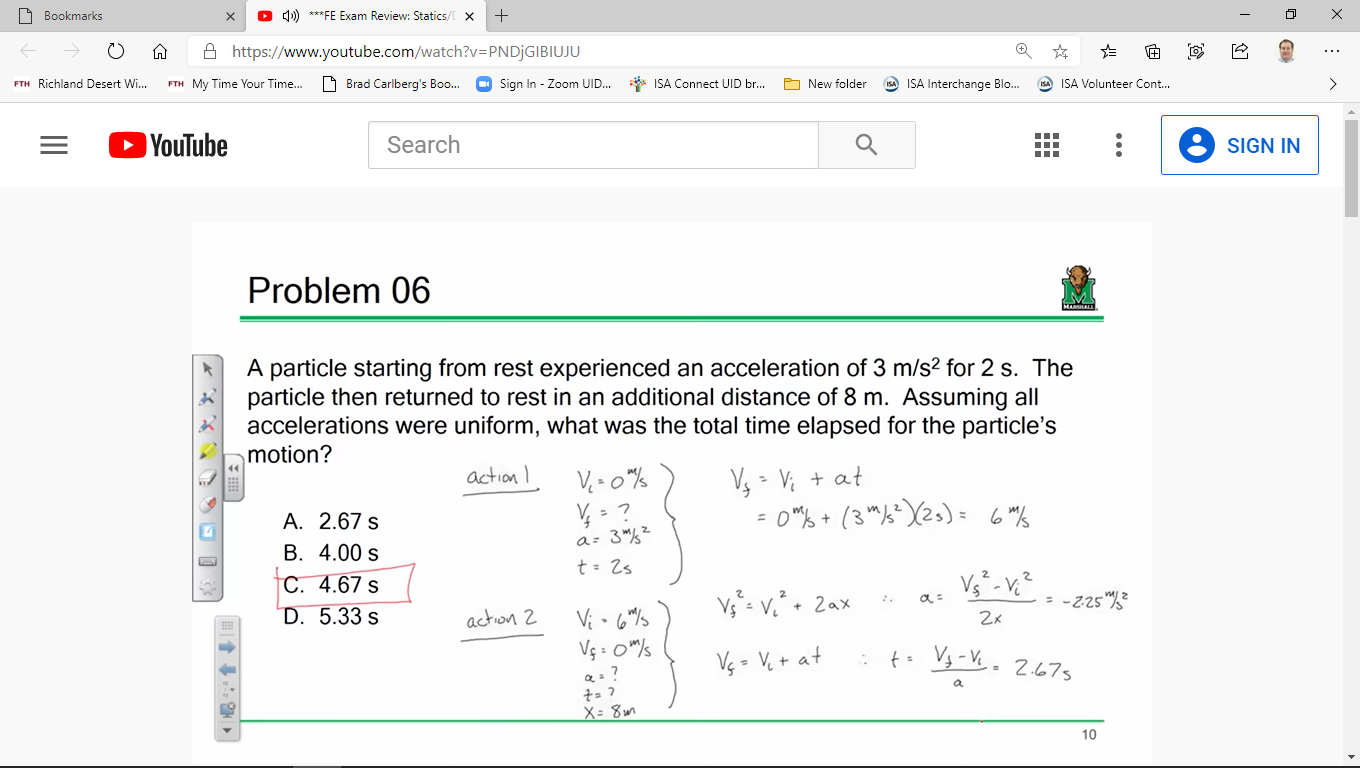 Bookmarks
***FE Exam Review: Statics/
https://www.youtube.com/watch?v=PNDjGIBIUJU
FTH Richland Desert Wi...
FTH My Time Your Time...
Brad Carlberg's Boo...
Sign In - Zoom UID...
ISA Connect UID br...
New folder
ISA ISA Interchange Blo...
ISA ISA Volunteer Cont...
YouTube
Search
SIGN IN
Problem 06
M
MARSHALL
A particle starting from rest experienced an acceleration of 3 m/s² for 2 s. The
particle then returned to rest in an additional distance of 8 m. Assuming all
accelerations were uniform, what was the total time elapsed for the particle's
motion?
A. 2.67 s
B. 4.00 s
C. 4.67 s
D. 5.33 s
action 1
Vi = 0 m/s
Vf = ?
a = 3 m/s²
t = 2s
Vf = Vi + at
= 0 m/s + (3 m/s²)(2s) = 6 m/s
action 2
Vi = 6 m/s
Vf = 0 m/s
a = ?
t = ?
x = 8m
Vf² = Vi² + 2ax ∴ a = (Vf² - Vi²)/2x = -2.25 m/s²
Vf = Vi + at ∴ t = (Vf - Vi)/a = 2.67s
10